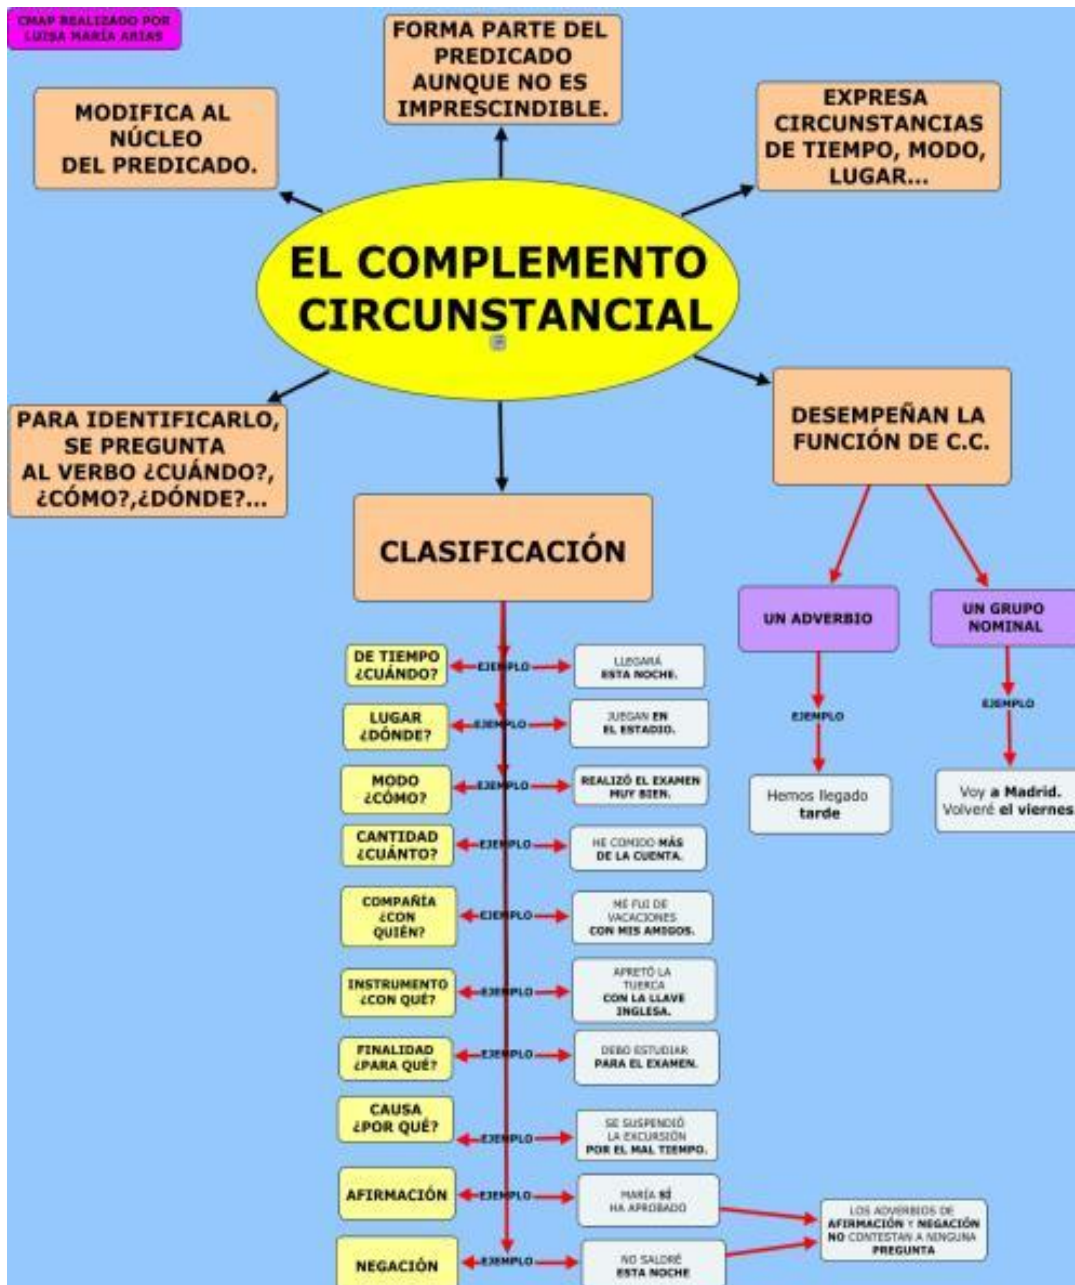 CMAP REALIZADO POR
LUISA MARÍA ARIAS
FORMA PARTE DEL
PREDICADO
AUNQUE NO ES
IMPRESCINDIBLE.
MODIFICA AL
NÚCLEO
DEL PREDICADO.
EXPRESA
CIRCUNSTANCIAS
DE TIEMPO, MODO,
LUGAR...
EL COMPLEMENTO
CIRCUNSTANCIAL
PARA IDENTIFICARLO,
SE PREGUNTA
AL VERBO ¿CUÁNDO?,
¿CÓMO?,¿DÓNDE?...
DESEMPEÑAN LA
FUNCIÓN DE C.C.
CLASIFICACIÓN
UN ADVERBIO
UN GRUPO
NOMINAL
EJEMPLO
EJEMPLO
Hemos llegado
tarde
Voy a Madrid.
Volveré el viernes
DE TIEMPO
¿CUÁNDO?
EJEMPLO
LLEGARÁ
ESTA NOCHE.
LUGAR
¿DÓNDE?
EJEMPLO
JUEGAN EN
EL ESTADIO.
MODO
¿CÓMO?
EJEMPLO
REALIZÓ EL EXAMEN
MUY BIEN.
CANTIDAD
¿CUÁNTO?
EJEMPLO
HE COMIDO MÁS
DE LA CUENTA.
COMPAÑÍA
¿CON
QUIÉN?
EJEMPLO
ME FUI DE
VACACIONES
CON MIS AMIGOS.
INSTRUMENTO
¿CON QUÉ?
EJEMPLO
APRETÓ LA
TUERCA
CON LA LLAVE
INGLESA.
FINALIDAD
¿PARA QUÉ?
EJEMPLO
DEBO ESTUDIAR
PARA EL EXAMEN.
CAUSA
¿POR QUÉ?
EJEMPLO
SE SUSPENDIÓ
LA EXCURSIÓN
POR EL MAL TIEMPO.
AFIRMACIÓN
EJEMPLO
MARÍA SÍ
HA APROBADO
NEGACIÓN
EJEMPLO
NO SALDRÉ
ESTA NOCHE
LOS ADVERBIOS DE
AFIRMACIÓN Y NEGACIÓN
NO CONTESTAN A NINGUNA
PREGUNTA